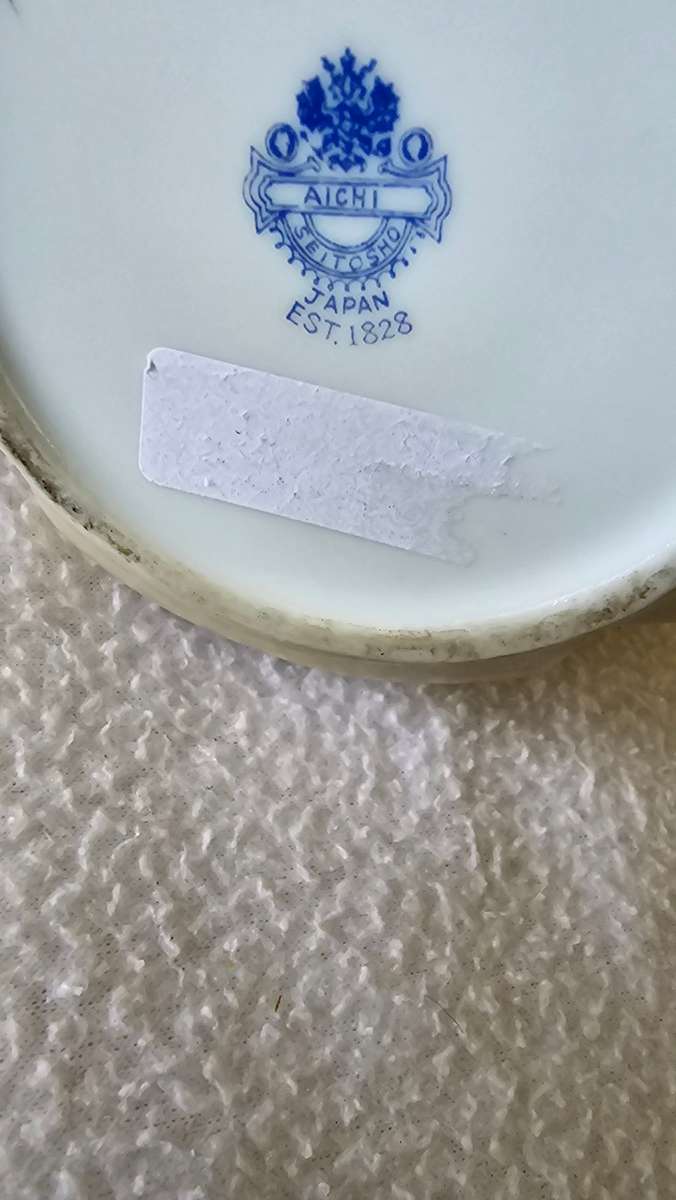 AICHI
SEITOSHO
JAPAN
EST. 1828